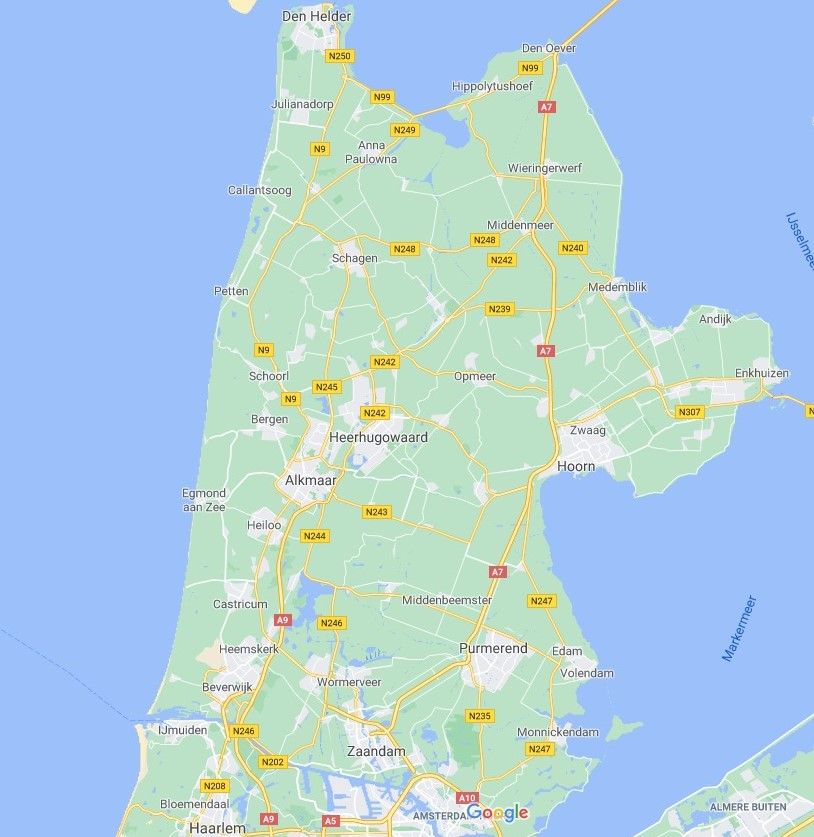 Den Helder
Den Oever
N250
N99
Hippolytushoef
N99
Julianadorp
A7
N249
Anna
Paulowna
N9
Wieringerwerf
Callantsoog
IJsselmee
Middenmeer
N248
N248
N240
Schagen
N242
Petten
Medemblik
N239
Andijk
N9
A7
N242
Schoorl
Opmeer
Enkhuizen
N245
N9
N242
N307
N
Bergen
Zwaag
Heerhugowaard
Hoorn
Alkmaar
Egmond
aan Zee
N243
Heiloo
N244
A7
Castricum
Middenbeemster
N247
A9
N246
Markermeer
Heemskerk
Purmerend
Edam
Volendam
Wormerveer
Beverwijk
N235
IJmuiden
N246
Monnickendam
Zaandam
N247
N202
N208
A10
Bloemendaal
ALMERE BUITEN
A9
A5
AMSTERDA
Google
Haarlem